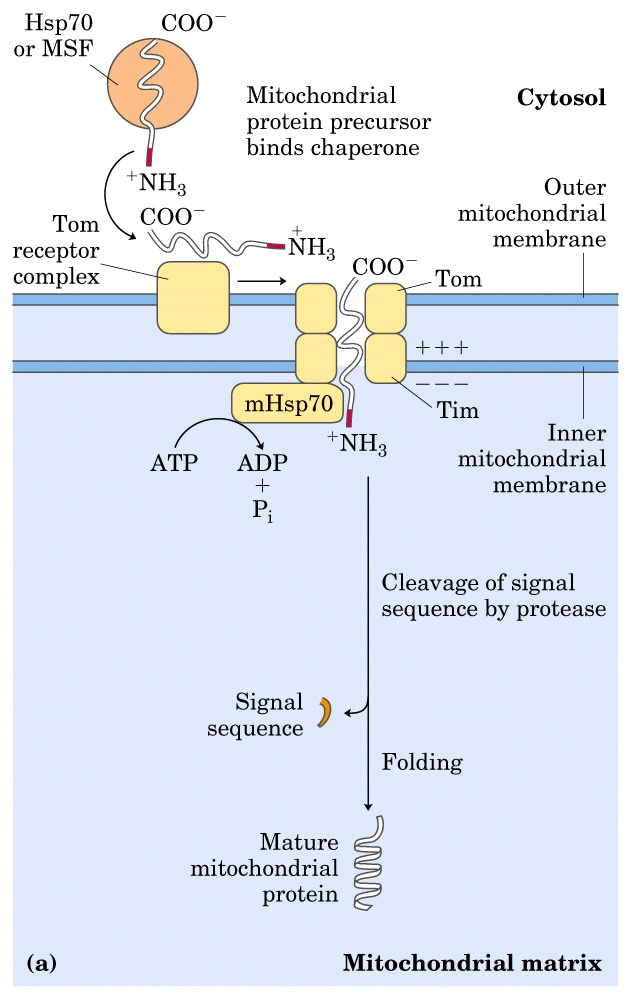 Hsp70
or MSF
COO⁻
Mitochondrial
protein precursor
binds chaperone
Cytosol
⁺NH₃
Outer
mitochondrial
membrane
Tom
receptor
complex
COO⁻
⁺NH₃
COO⁻
Tom
+++
−−−
mHsp70
Tim
⁺NH₃
Inner
mitochondrial
membrane
ATP
ADP
+
Pᵢ
Cleavage of signal
sequence by protease
Signal
sequence
Folding
Mature
mitochondrial
protein
(a)
Mitochondrial matrix